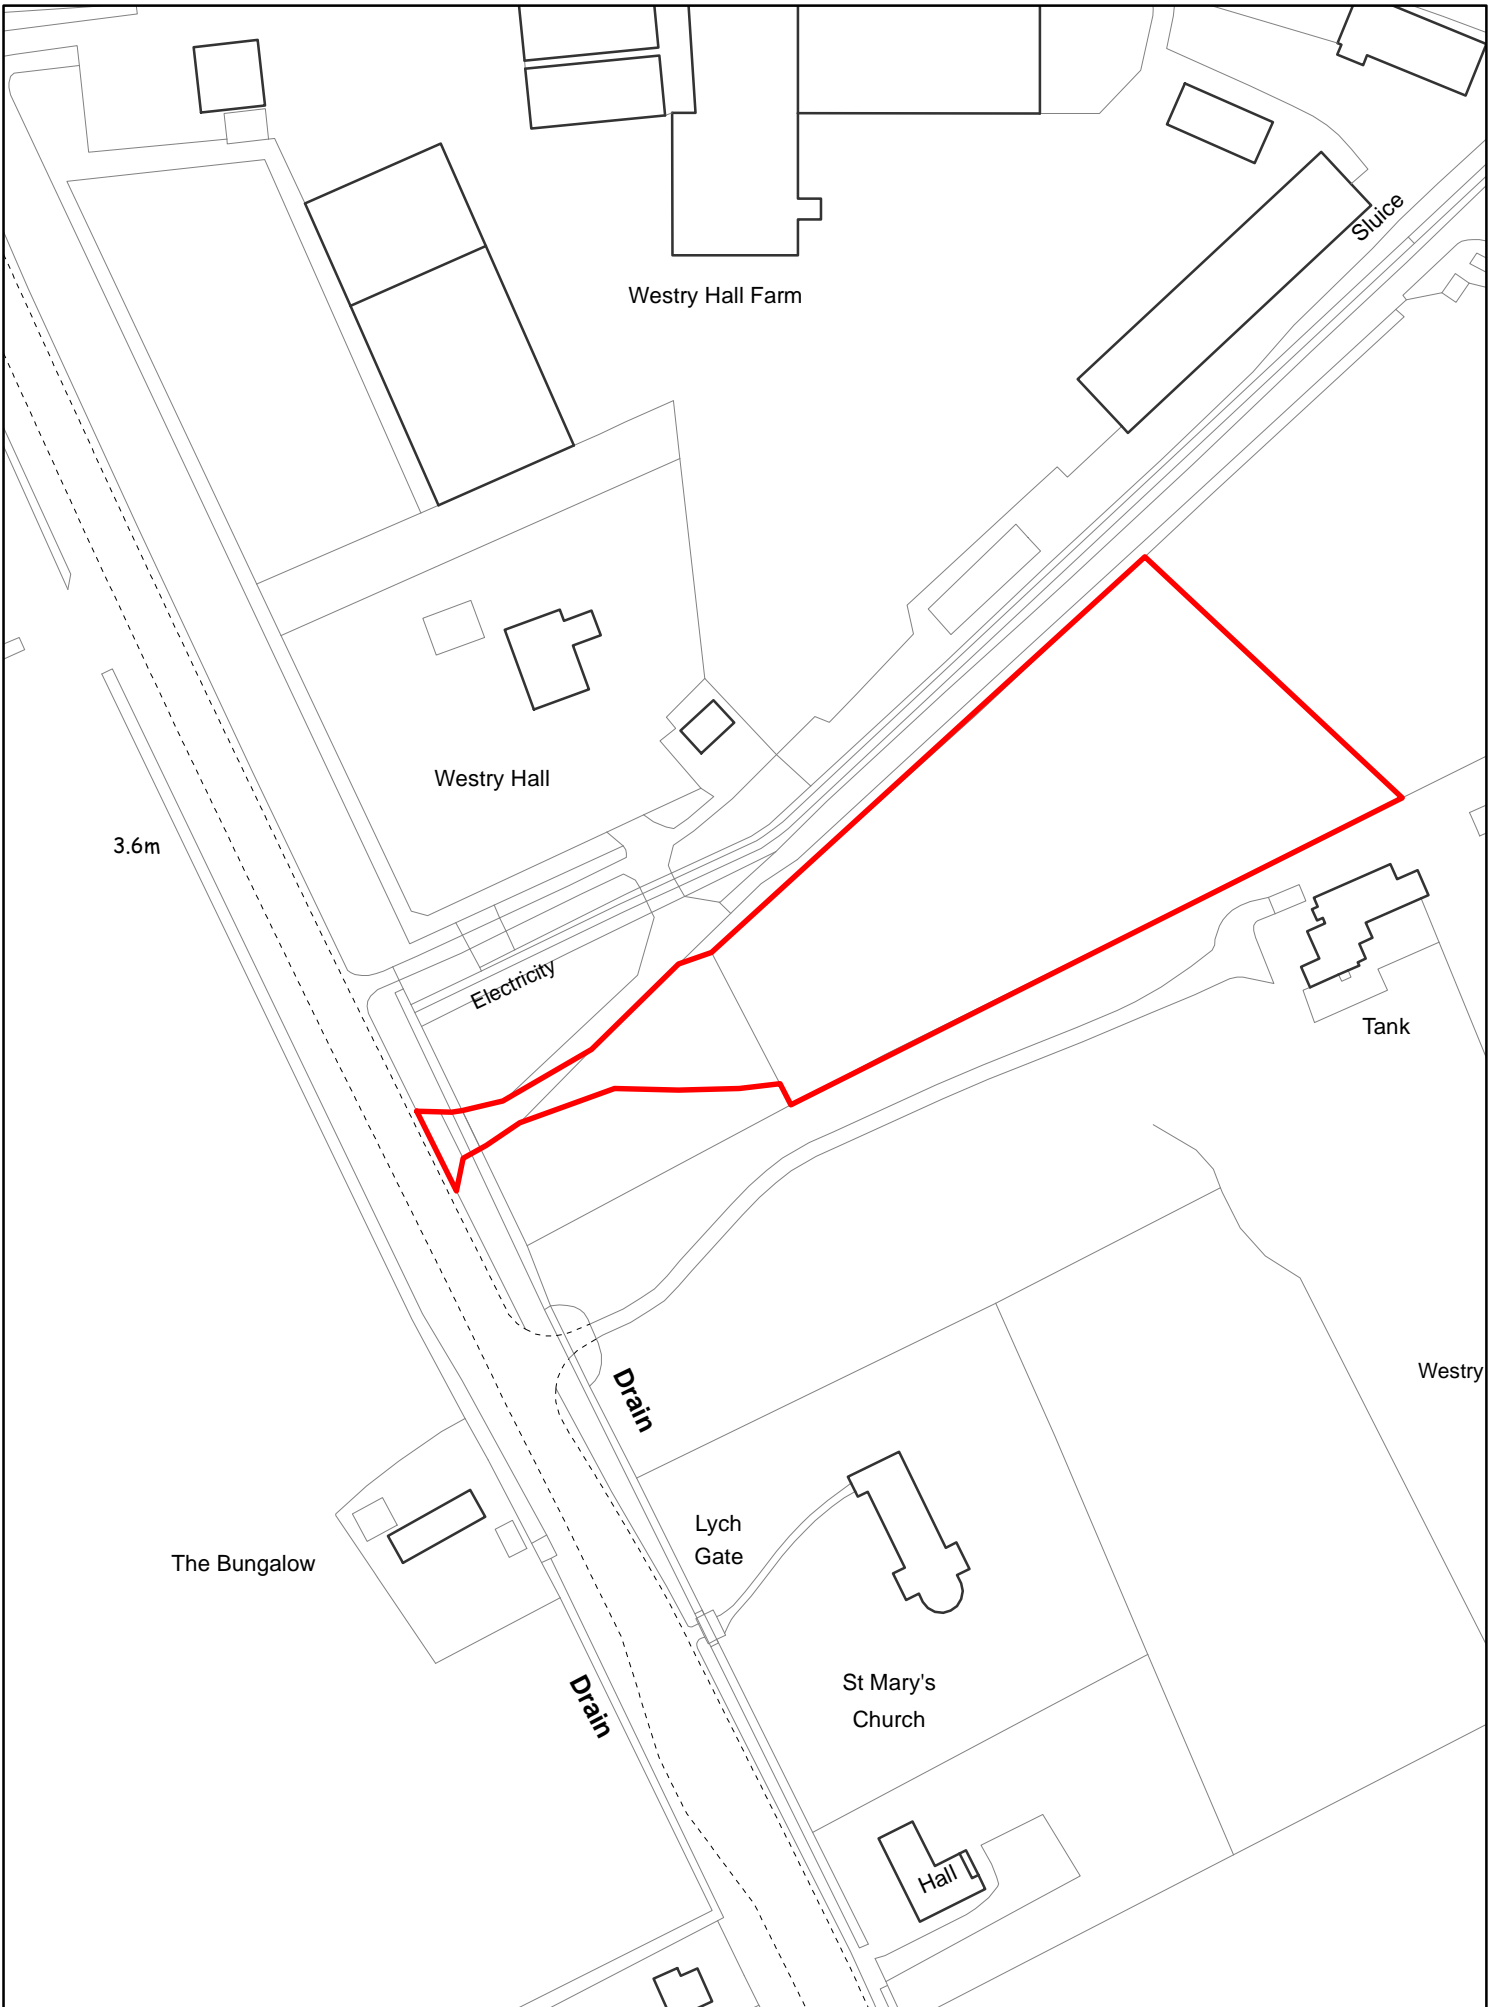 Sluice
Westry Hall Farm
Westry Hall
3.6m
Electricity
Tank
Drain
Westry
Lych
Gate
The Bungalow
St Mary's
Church
Drain
Hall